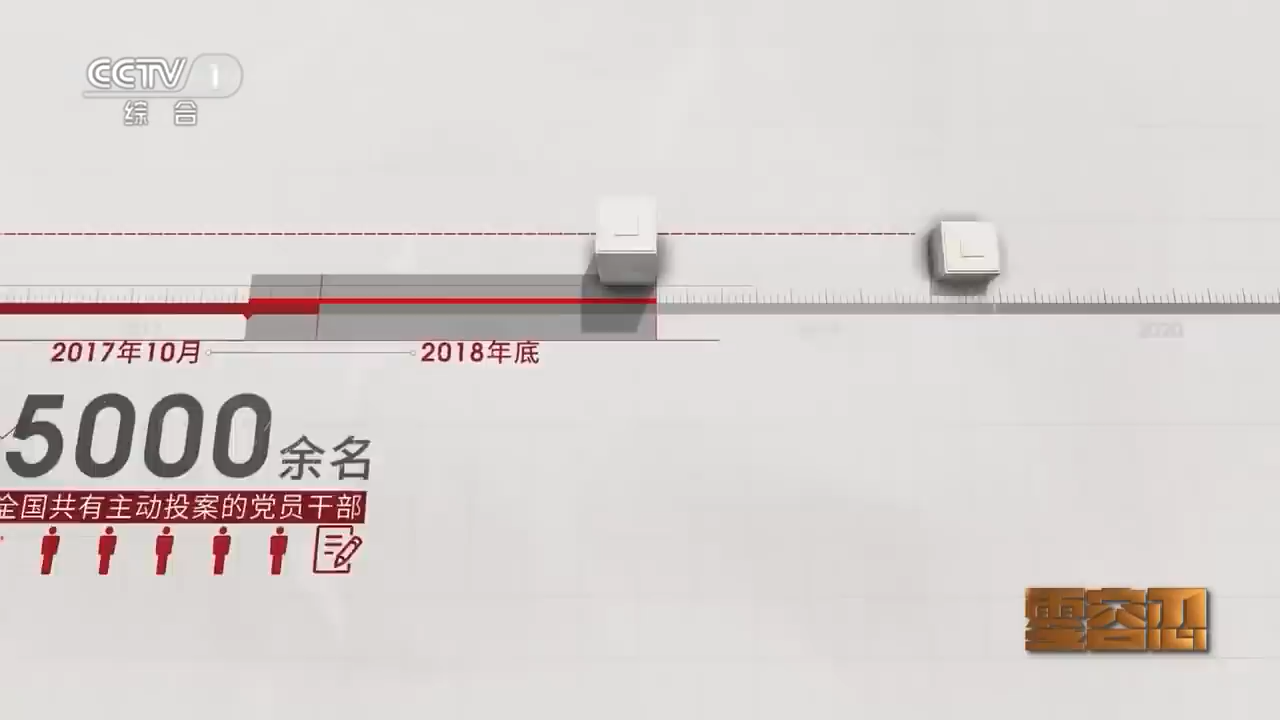 CCTV 1
综合
2017年10月
2018年底
5000余名
全国共有主动投案的党员干部
2020
零容忍